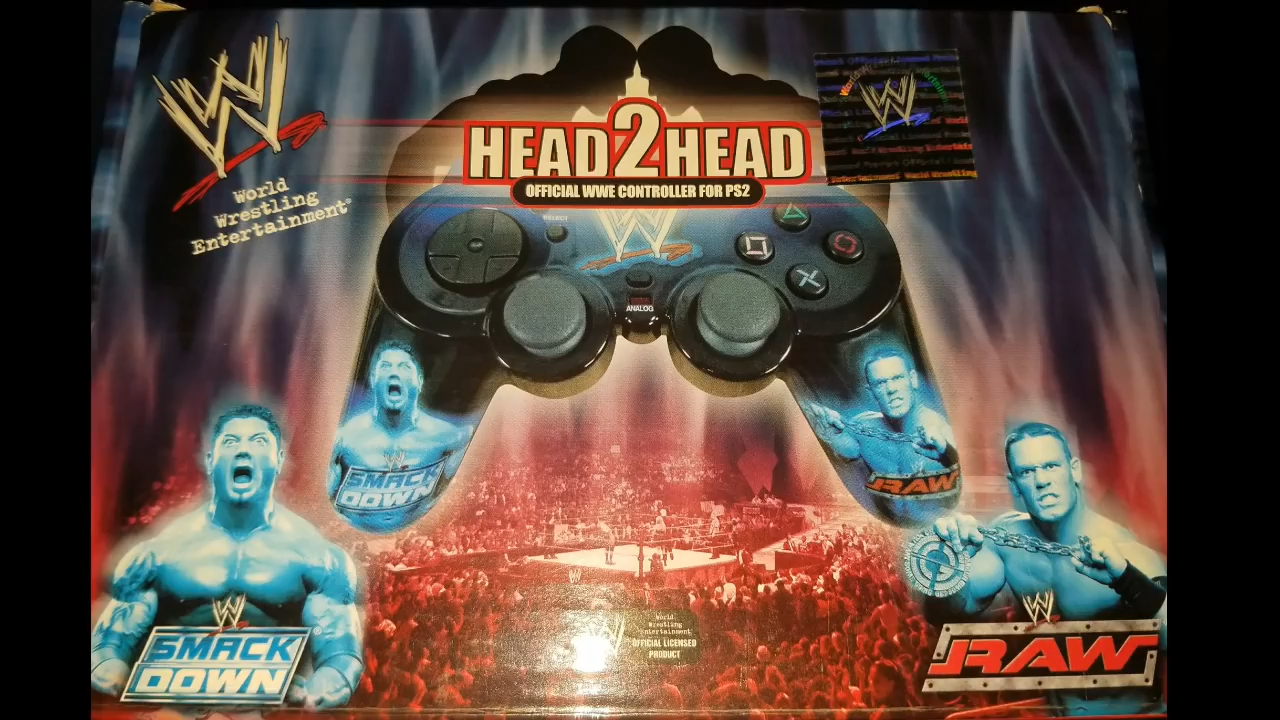 W
World
Wrestling
Entertainment®
HEAD2HEAD
OFFICIAL WWE CONTROLLER FOR PS2
W
SELECT
W
ANALOG
W
SMACK
DOWN
RAW
W
SMACK
DOWN®
World
Wrestling
Entertainment
OFFICIAL LICENSED
PRODUCT
W
RAW